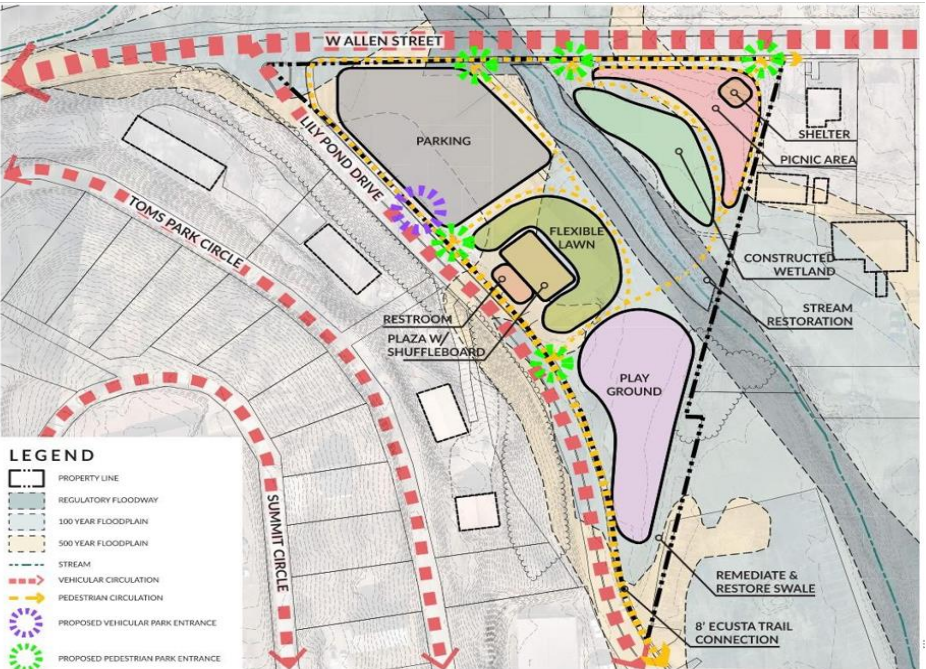 W ALLEN STREET
LILY POND DRIVE
PARKING
SHELTER
PICNIC AREA
TOMS PARK CIRCLE
FLEXIBLE
LAWN
CONSTRUCTED
WETLAND
STREAM
RESTORATION
RESTROOM
PLAZA W/
SHUFFLEBOARD
PLAY
GROUND
SUMMIT CIRCLE
REMEDIATE &
RESTORE SWALE
8' ECUSTA TRAIL
CONNECTION
LEGEND
PROPERTY LINE
REGULATORY FLOODWAY
100 YEAR FLOODPLAIN
500 YEAR FLOODPLAIN
STREAM
VEHICULAR CIRCULATION
PEDESTRIAN CIRCULATION
PROPOSED VEHICULAR PARK ENTRANCE
PROPOSED PEDESTRIAN PARK ENTRANCE